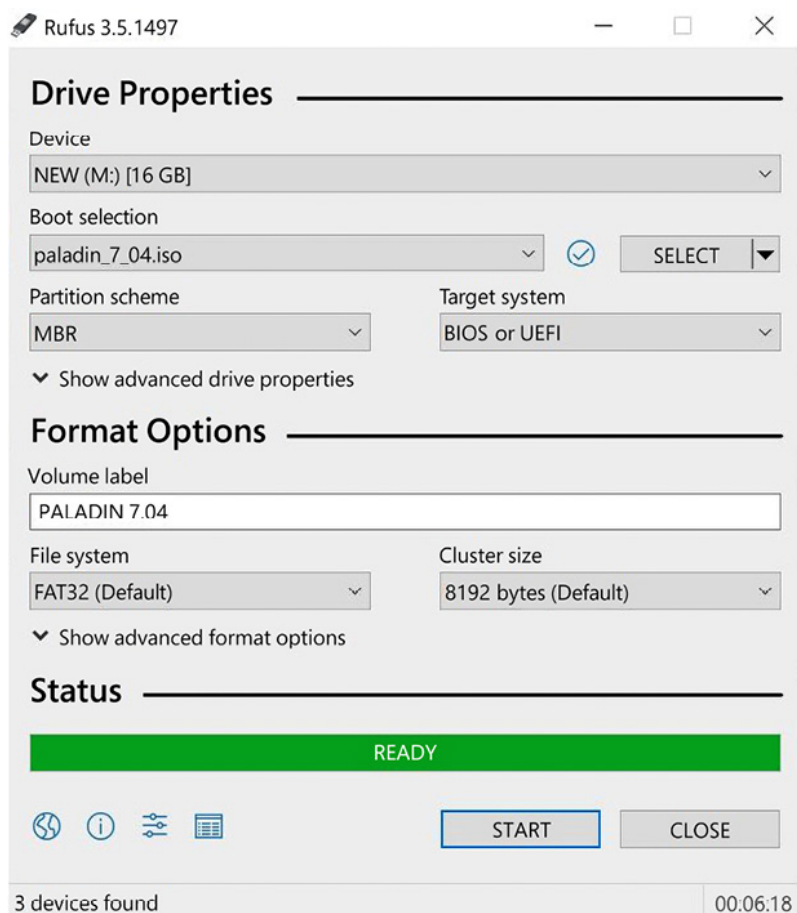 Rufus 3.5.1497
Drive Properties
Device
NEW (M:) [16 GB]
Boot selection
paladin_7_04.iso
SELECT
Partition scheme
Target system
MBR
BIOS or UEFI
Show advanced drive properties
Format Options
Volume label
PALADIN 7.04
File system
Cluster size
FAT32 (Default)
8192 bytes (Default)
Show advanced format options
Status
READY
START
CLOSE
3 devices found
00:06:18